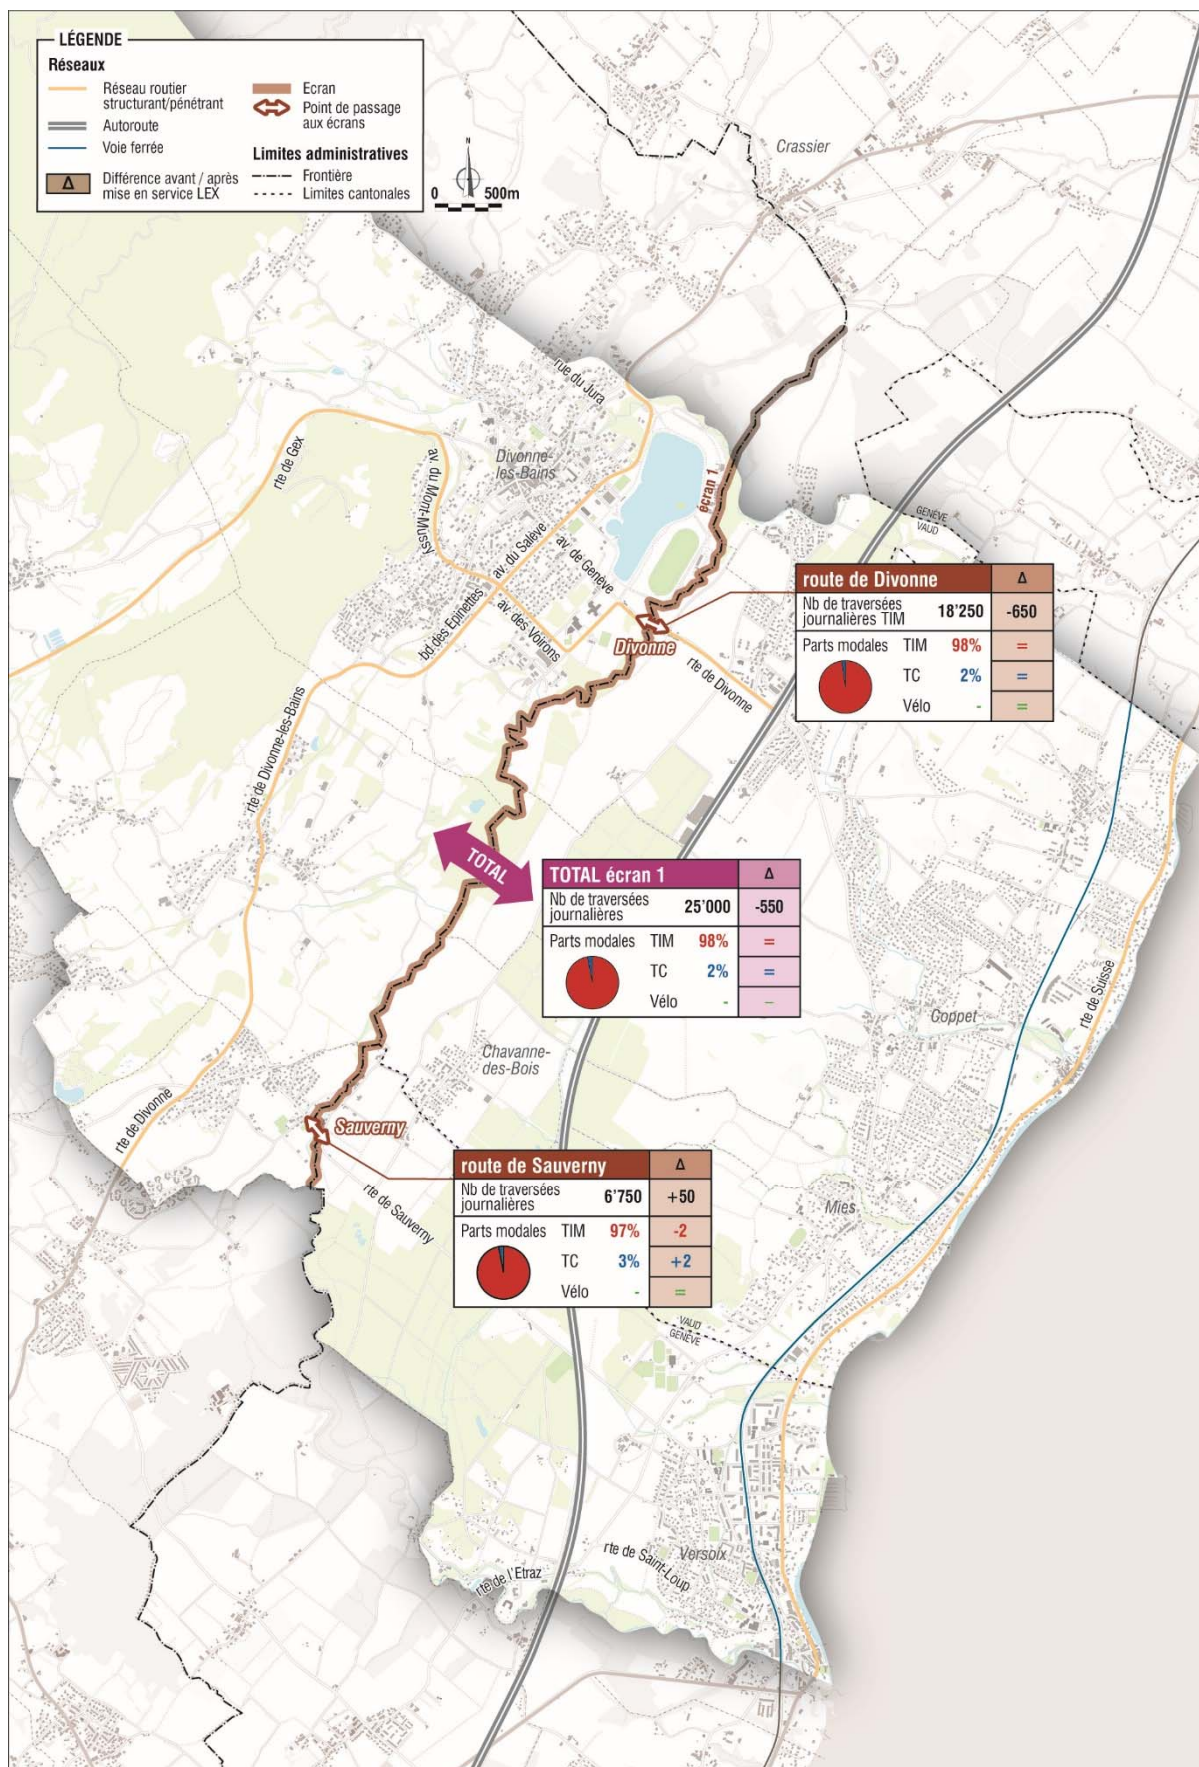 LÉGENDE
Réseaux
Réseau routier
structurant/pénétrant
Autoroute
Voie ferrée
Δ
Différence avant / après
mise en service LEX
Ecran
Point de passage
aux écrans
Limites administratives
Frontière
Limites cantonales
N
0 500m
Crassier
rue du Jura
rte de Gex
av. du Mont-Mussy
Divonne-
les-Bains
écran 1
av. du Salève
av. de Genève
GENÈVE
VAUD
bd des Epinettes
av. des Voirons
Divonne
rte de Divonne
route de Divonne Δ
Nb de traversées
journalières TIM 18'250 -650
Parts modales TIM 98% =
TC 2% =
Vélo - =
rte de Divonne-les-Bains
TOTAL
TOTAL écran 1 Δ
Nb de traversées
journalières 25'000 -550
Parts modales TIM 98% =
TC 2% =
Vélo - –
rte de Suisse
Coppet
Chavanne-
des-Bois
rte de Divonne
Sauverny
route de Sauverny Δ
Nb de traversées
journalières 6'750 +50
Parts modales TIM 97% -2
TC 3% +2
Vélo - =
rte de Sauverny
Mies
VAUD
GENÈVE
rte de Saint-Loup
Versoix
rte de l'Etraz